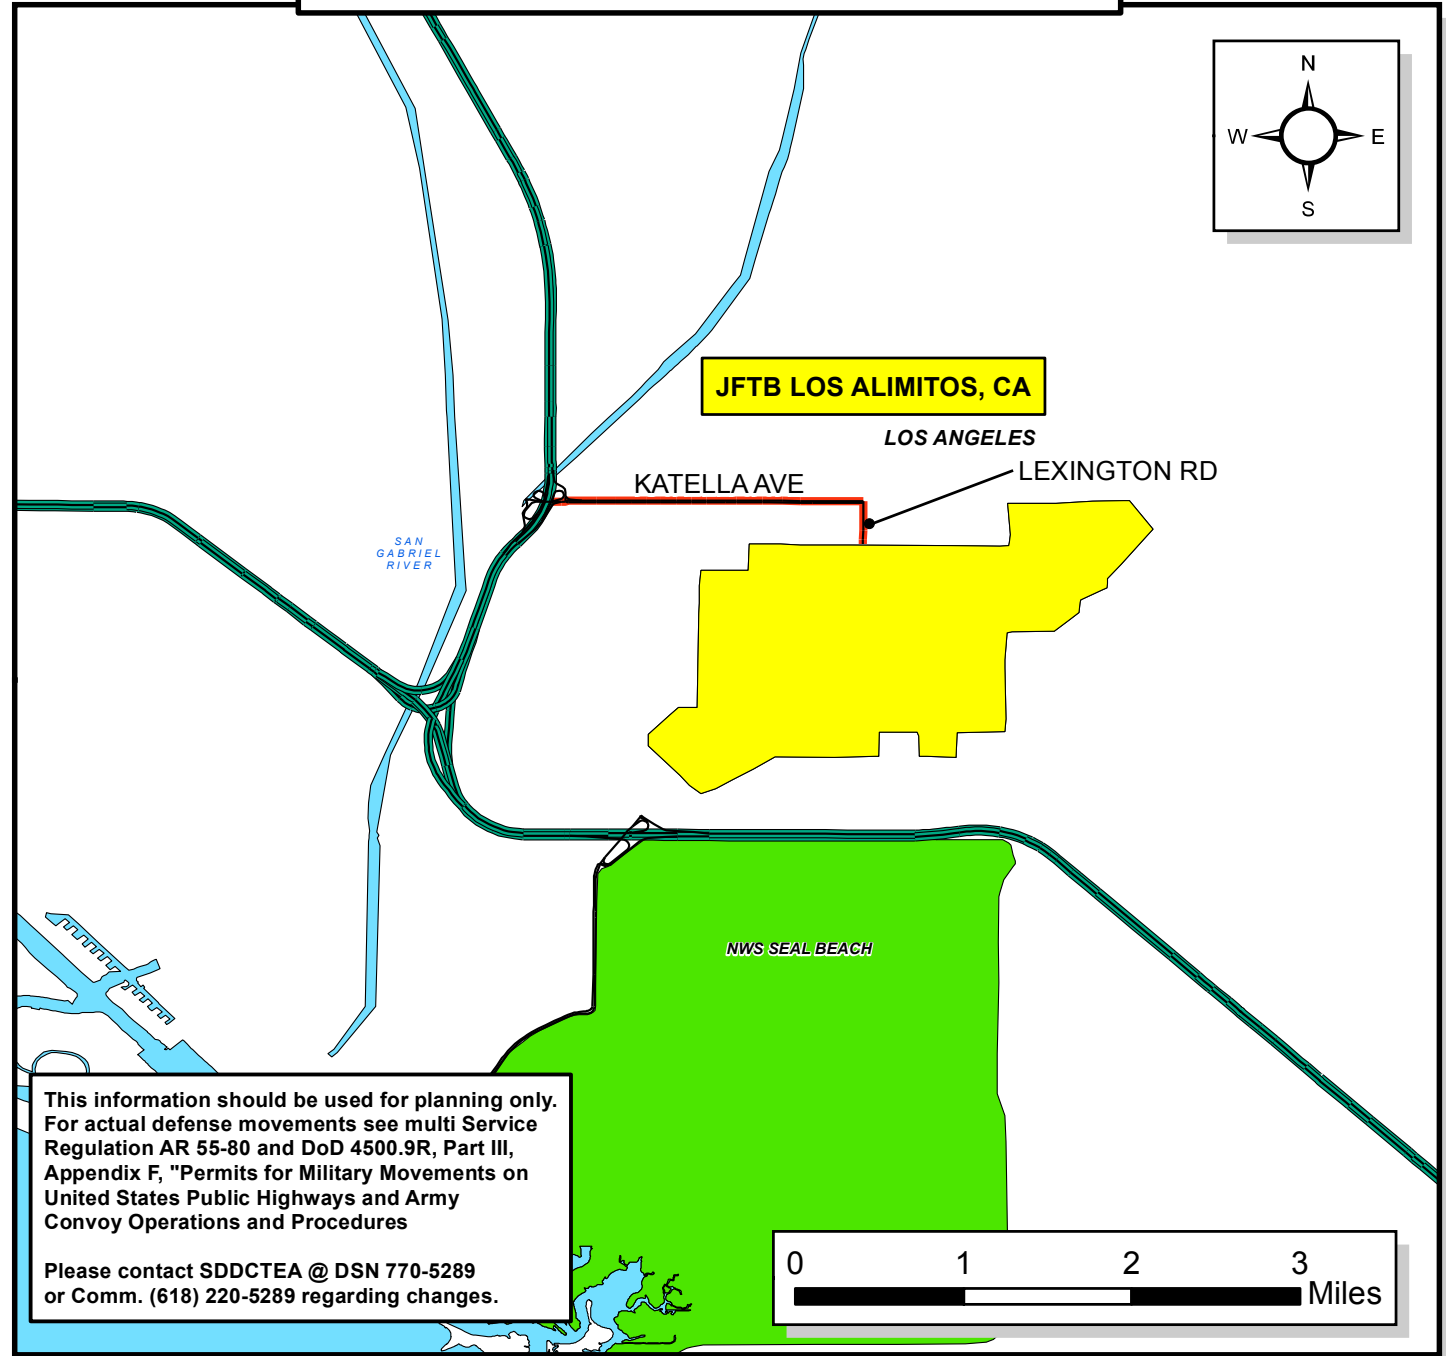 N
W
E
S
JFTB LOS ALIMITOS, CA
LOS ANGELES
KATELLA AVE
LEXINGTON RD
SAN
GABRIEL
RIVER
NWS SEAL BEACH
This information should be used for planning only.
For actual defense movements see multi Service
Regulation AR 55-80 and DoD 4500.9R, Part III,
Appendix F, "Permits for Military Movements on
United States Public Highways and Army
Convoy Operations and Procedures
Please contact SDDCTEA @ DSN 770-5289
or Comm. (618) 220-5289 regarding changes.
0 1 2 3
Miles